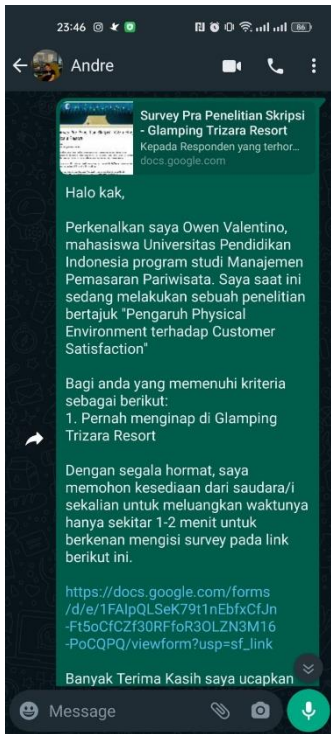 23:46
86
Andre
Survey Pra Penelitian Skripsi
- Glamping Trizara Resort
Kepada Responden yang terhor...
docs.google.com
Halo kak,
Perkenalkan saya Owen Valentino,
mahasiswa Universitas Pendidikan
Indonesia program studi Manajemen
Pemasaran Pariwisata. Saya saat ini
sedang melakukan sebuah penelitian
bertajuk "Pengaruh Physical
Environment terhadap Customer
Satisfaction"
Bagi anda yang memenuhi kriteria
sebagai berikut:
1. Pernah menginap di Glamping
Trizara Resort
Dengan segala hormat, saya
memohon kesediaan dari saudara/i
sekalian untuk meluangkan waktunya
hanya sekitar 1-2 menit untuk
berkenan mengisi survey pada link
berikut ini.
https://docs.google.com/forms
/d/e/1FAIpQLSeK79t1nEbfxCfJn
-Ft5oCfCZf30RFfoR3OLZN3M16
-PoCQPQ/viewform?usp=sf_link
Banyak Terima Kasih saya ucapkan
Message